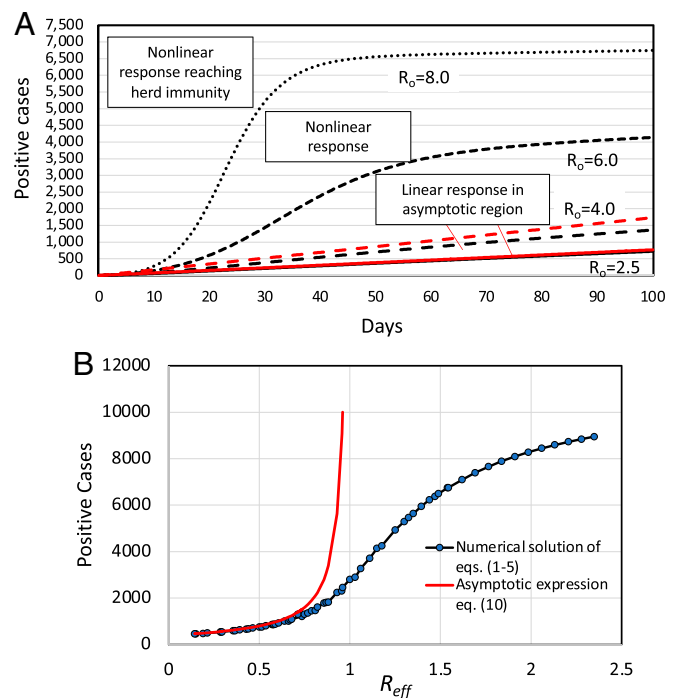 A
7,500
7,000
6,500
6,000
5,500
5,000
4,500
4,000
3,500
3,000
2,500
2,000
1,500
1,000
500
0
Positive cases
Nonlinear
response reaching
herd immunity
Ro=8.0
Nonlinear
response
Ro=6.0
Linear response in
asymptotic region
Ro=4.0
Ro=2.5
0 10 20 30 40 50 60 70 80 90 100
Days
B
12000
10000
8000
6000
4000
2000
0
Positive Cases
Numerical solution of
eqs. (1-5)
Asymptotic expression
eq. (10)
0 0.5 1 1.5 2 2.5
Reff